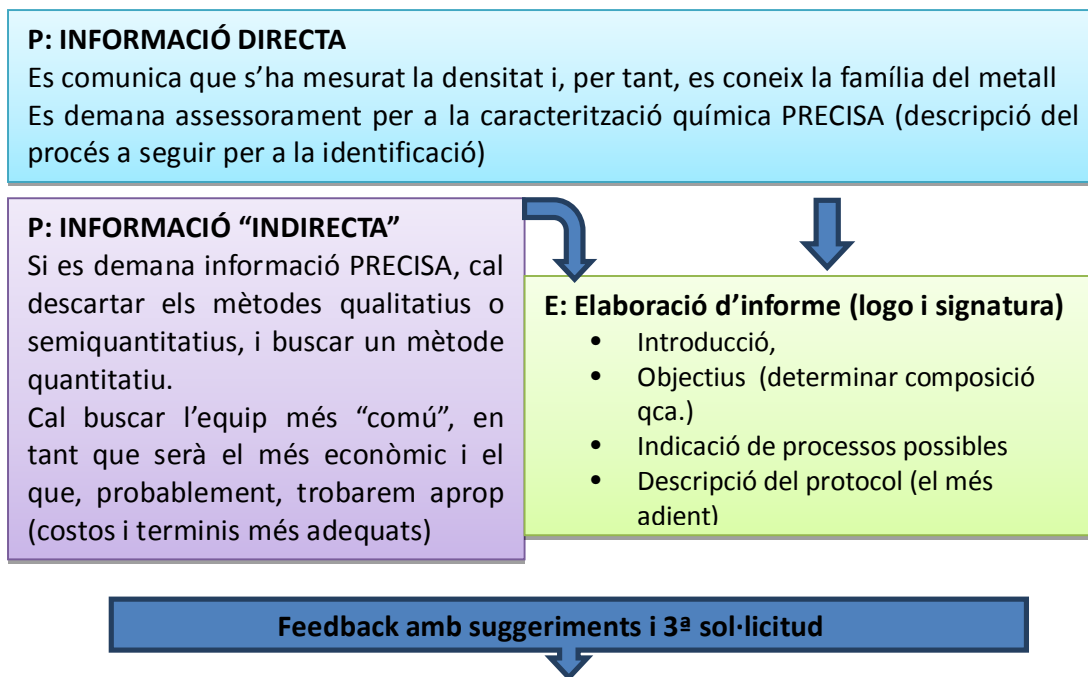 P: INFORMACIÓ DIRECTA
Es comunica que s’ha mesurat la densitat i, per tant, es coneix la família del metall
Es demana assessorament per a la caracterització química PRECISA (descripció del
procés a seguir per a la identificació)
P: INFORMACIÓ “INDIRECTA”
Si es demana informació PRECISA, cal
descartar els mètodes qualitatius o
semiquantitatius, i buscar un mètode
quantitatiu.
Cal buscar l’equip més “comú”, en
tant que serà el més econòmic i el
que, probablement, trobarem aprop
(costos i terminis més adequats)
E: Elaboració d’informe (logo i signatura)
• Introducció,
• Objectius (determinar composició
qca.)
• Indicació de processos possibles
• Descripció del protocol (el més
adient)
Feedback amb suggeriments i 3ª sol·licitud